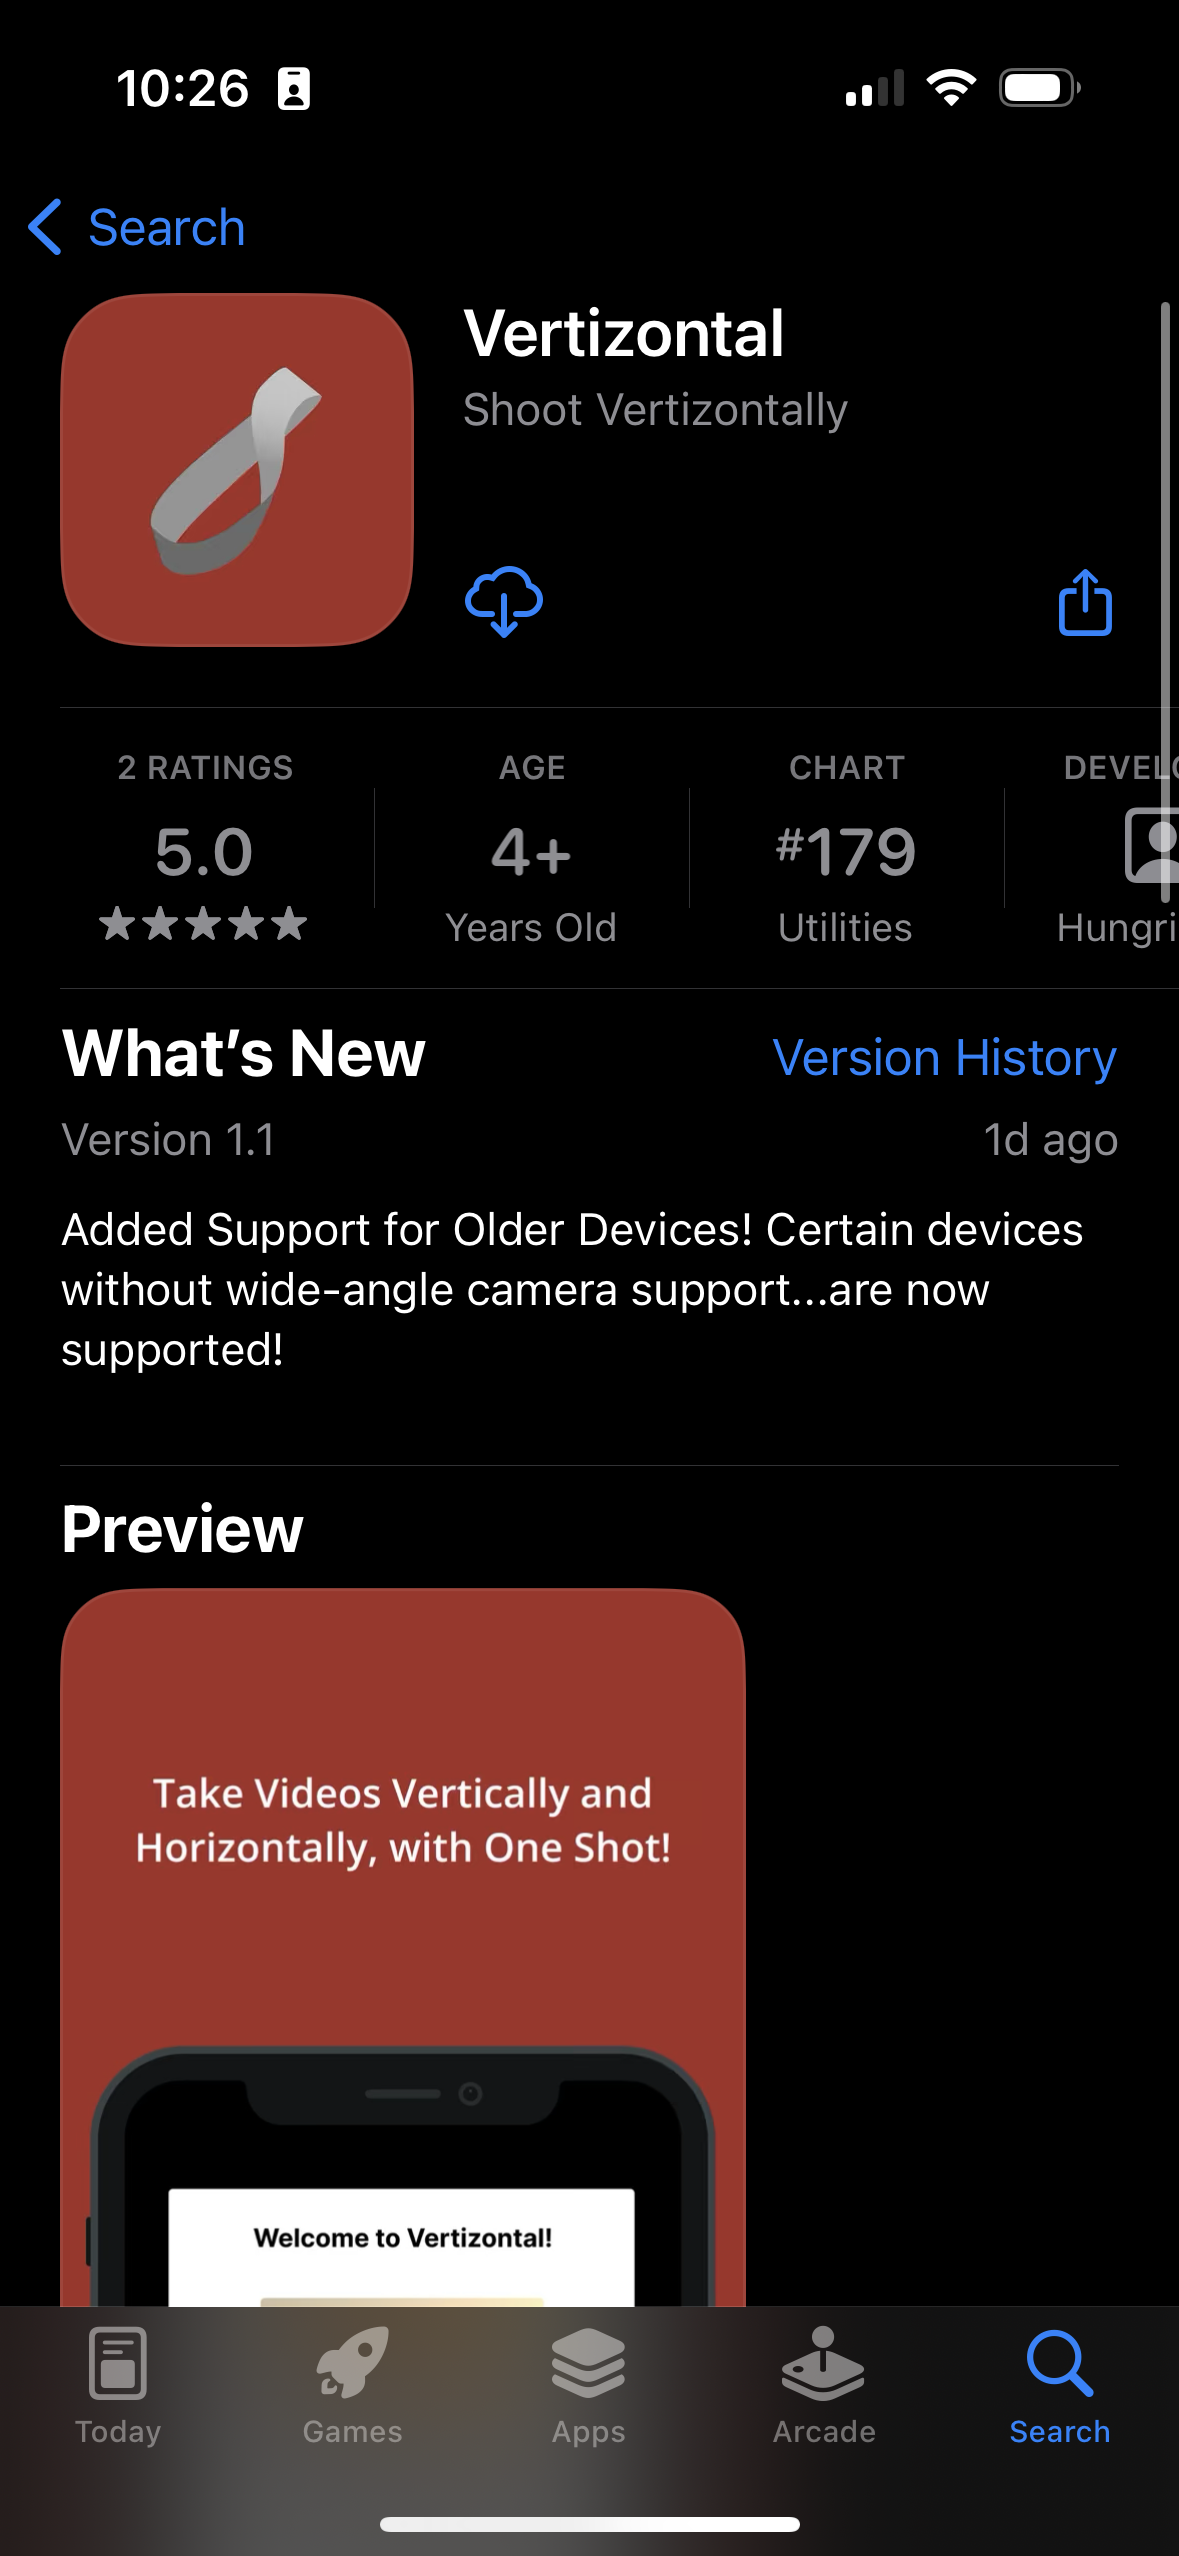 10:26
Search
Vertizontal
Shoot Vertizontally
2 RATINGS
5.0
AGE
4+
Years Old
CHART
#179
Utilities
DEVELO
Hungri
What's New
Version History
Version 1.1
1d ago
Added Support for Older Devices! Certain devices
without wide-angle camera support...are now
supported!
Preview
Take Videos Vertically and
Horizontally, with One Shot!
Welcome to Vertizontal!
Today
Games
Apps
Arcade
Search